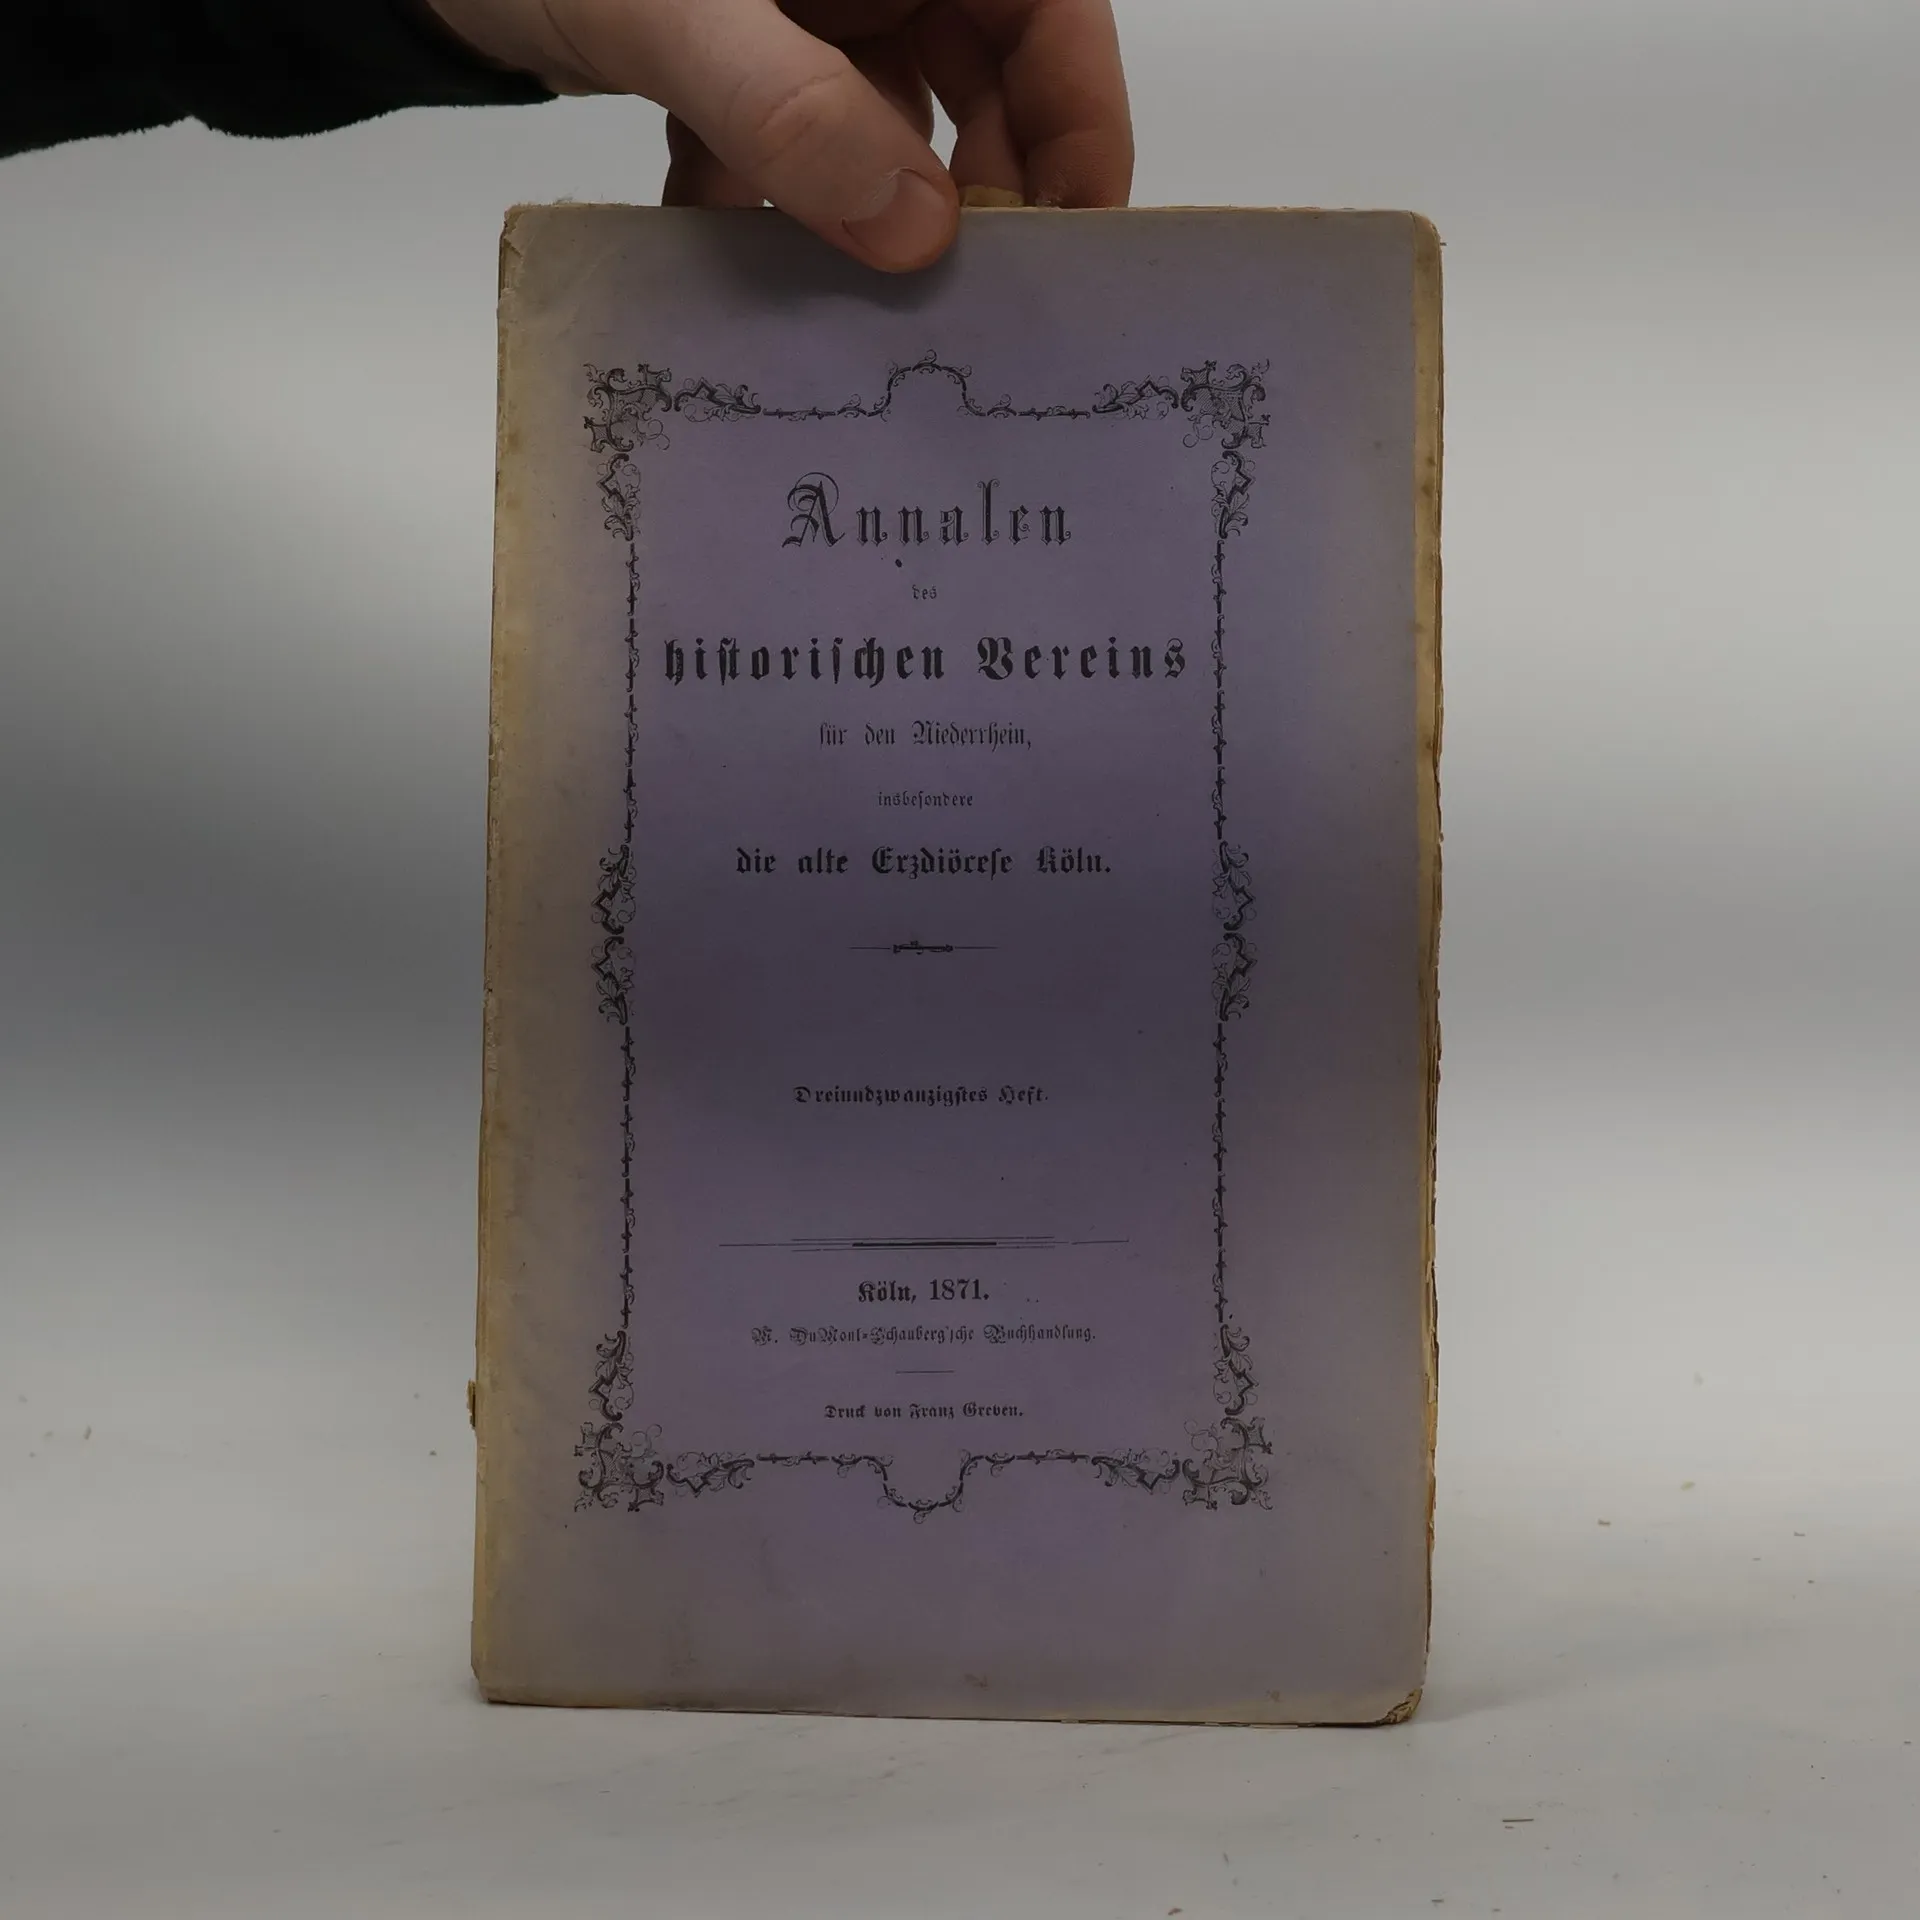 Annalen
des
historischen Vereins
für den Niederrhein,
insbesondere
die alte Erzdiöcese Köln.
Dreiundzwanzigstes Heft.
Köln, 1871.
M. DuMont-Schauberg'sche Buchhandlung.
Druck von Franz Greven.